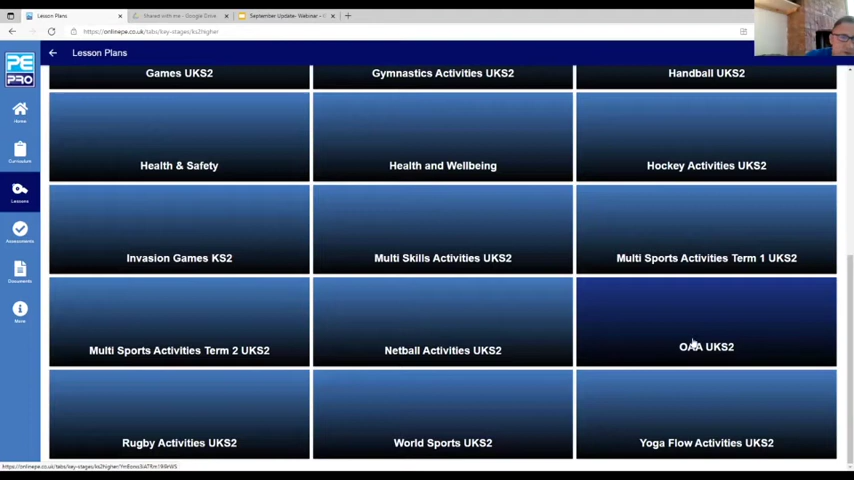 Lesson Plans
Shared with me - Google Drive
September Update- Webinar -
https://onlinepe.co.uk/tabs/key-stages/ks2higher
PE
PRO
Lesson Plans
Home
Curriculum
Lessons
Assessments
Documents
More
Games UKS2
Gymnastics Activities UKS2
Handball UKS2
Health & Safety
Health and Wellbeing
Hockey Activities UKS2
Invasion Games KS2
Multi Skills Activities UKS2
Multi Sports Activities Term 1 UKS2
Multi Sports Activities Term 2 UKS2
Netball Activities UKS2
OAA UKS2
Rugby Activities UKS2
World Sports UKS2
Yoga Flow Activities UKS2